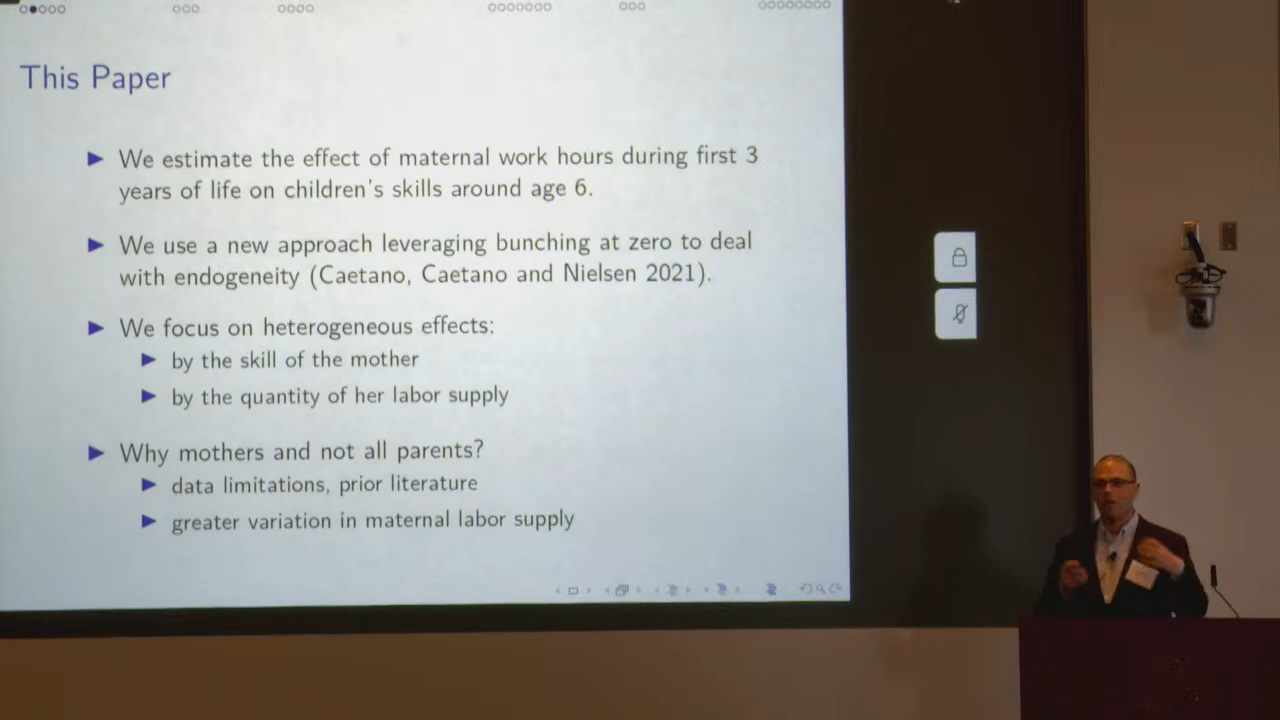 This Paper
We estimate the effect of maternal work hours during first 3
years of life on children's skills around age 6.
We use a new approach leveraging bunching at zero to deal
with endogeneity (Caetano, Caetano and Nielsen 2021).
We focus on heterogeneous effects:
by the skill of the mother
by the quantity of her labor supply
Why mothers and not all parents?
data limitations, prior literature
greater variation in maternal labor supply